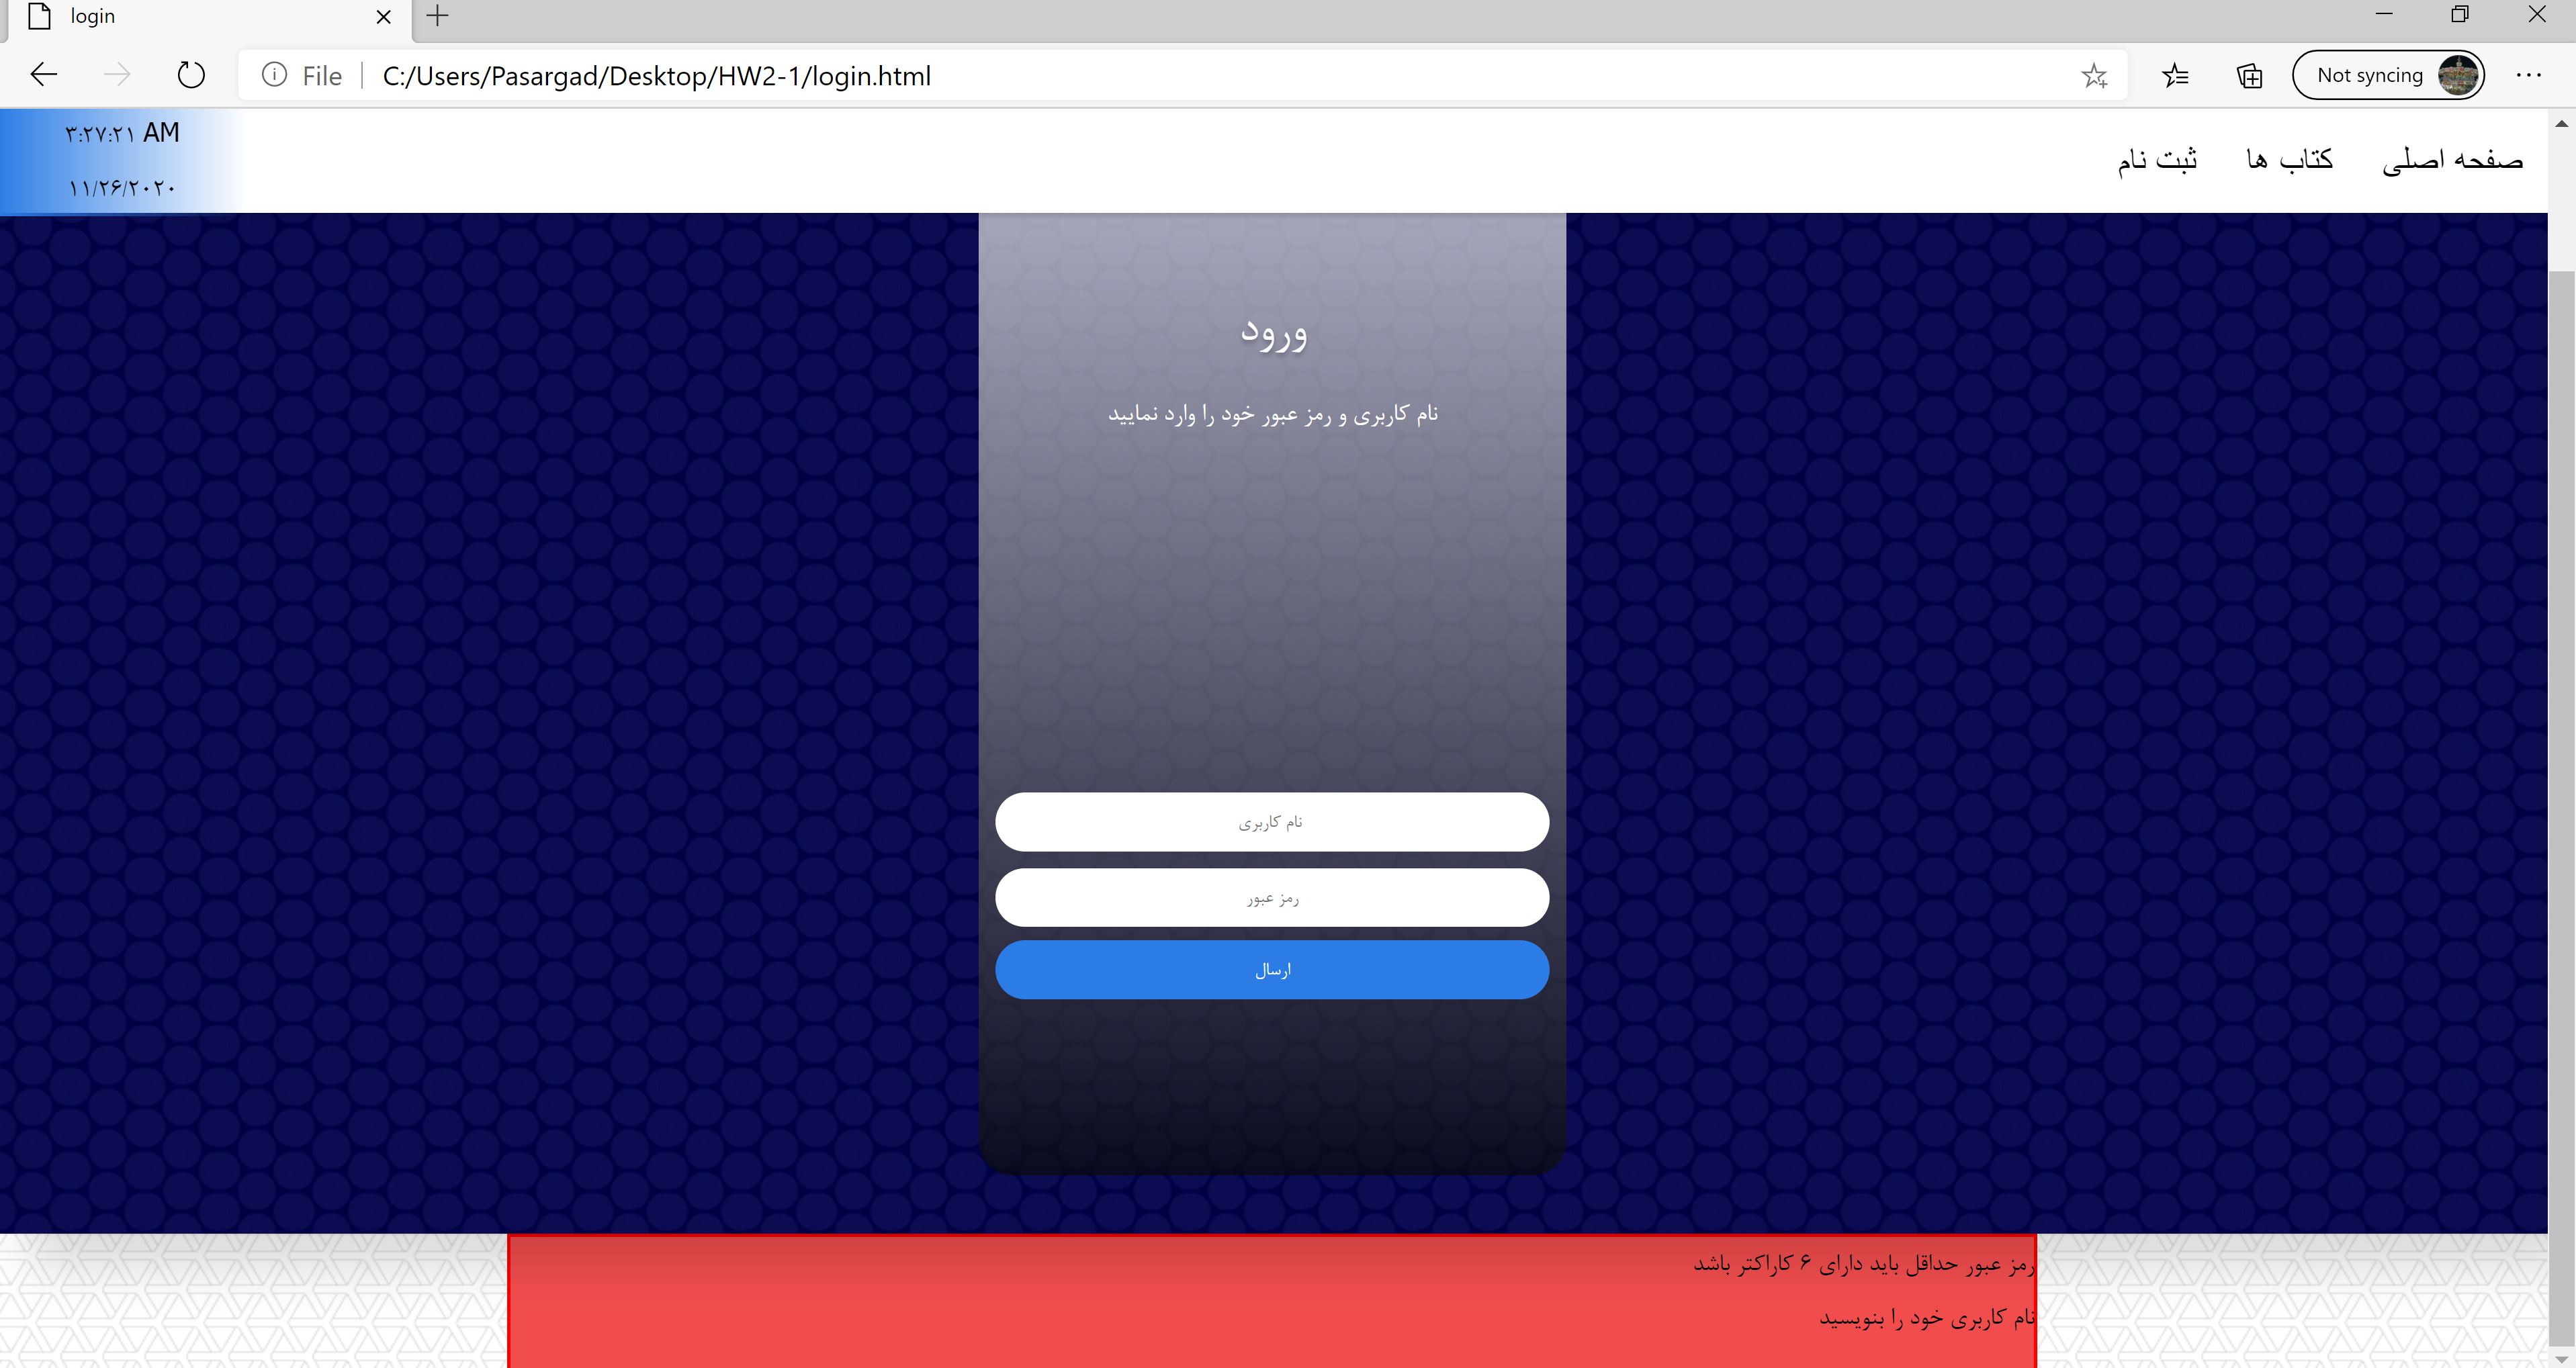 login
File
C:/Users/Pasargad/Desktop/HW2-1/login.html
Not syncing
صفحه اصلی
کتاب ها
ثبت نام
۳:۲۷:۲۱ AM
۱۱/۲۶/۲۰۲۰
ورود
نام کاربری و رمز عبور خود را وارد نمایید
نام کاربری
رمز عبور
ارسال
رمز عبور حداقل باید دارای ۶ کاراکتر باشد
نام کاربری خود را بنویسید